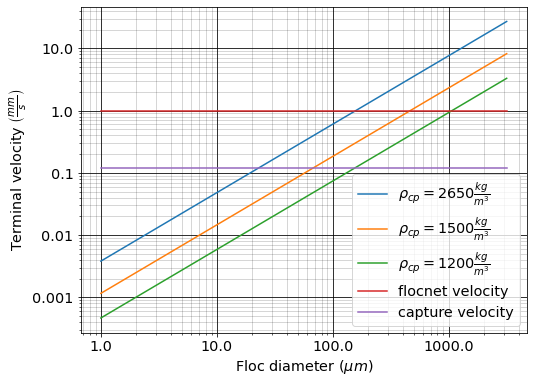 10.0
1.0
0.1
0.01
0.001
Terminal velocity (mm/s)
ρcp = 2650 kg/m³
ρcp = 1500 kg/m³
ρcp = 1200 kg/m³
flocnet velocity
capture velocity
1.0 10.0 100.0 1000.0
Floc diameter (μm)